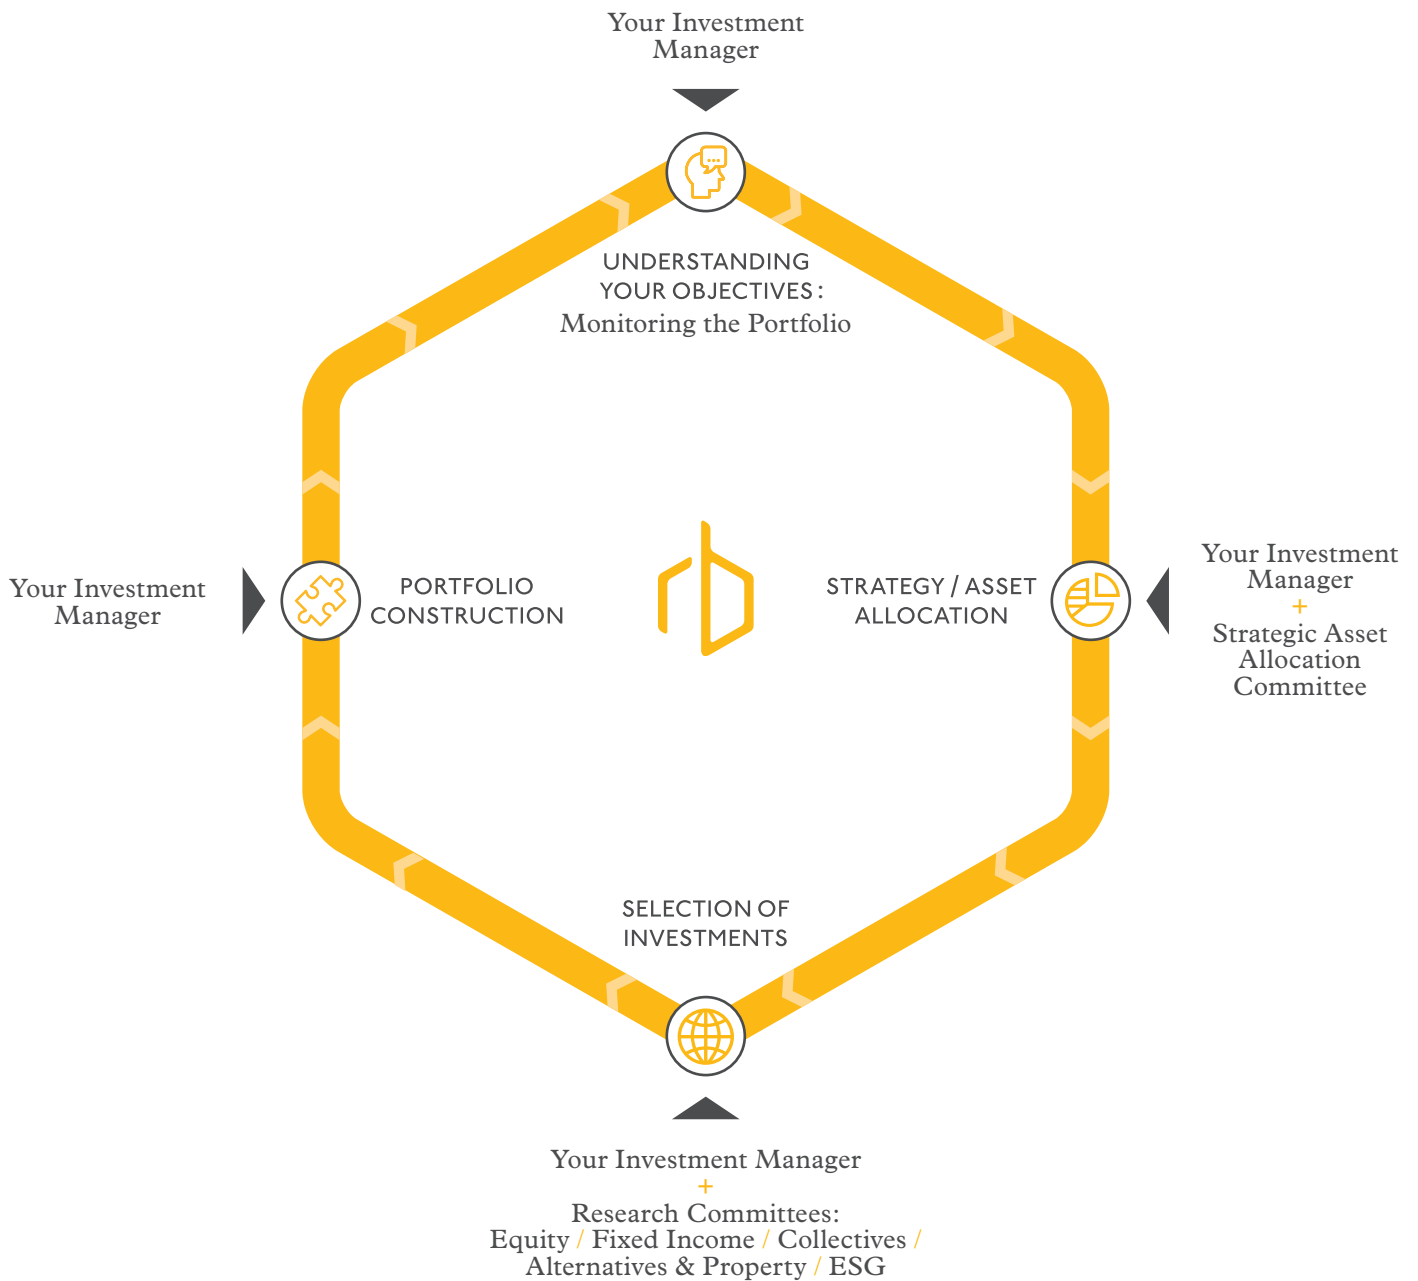 Your Investment
Manager
UNDERSTANDING
YOUR OBJECTIVES:
Monitoring the Portfolio
Your Investment
Manager
PORTFOLIO
CONSTRUCTION
STRATEGY / ASSET
ALLOCATION
Your Investment
Manager
+
Strategic Asset
Allocation
Committee
SELECTION OF
INVESTMENTS
Your Investment Manager
+
Research Committees:
Equity / Fixed Income / Collectives /
Alternatives & Property / ESG